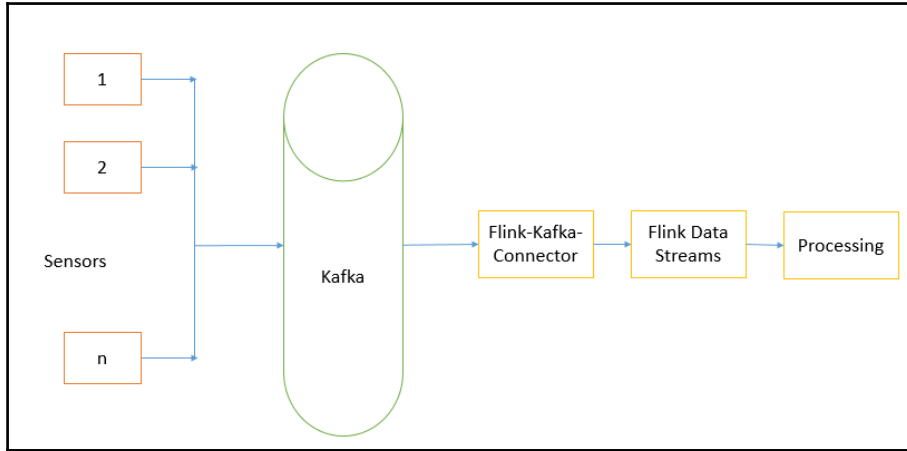 1
2
Sensors
n
Kafka
Flink-Kafka-
Connector
Flink Data
Streams
Processing